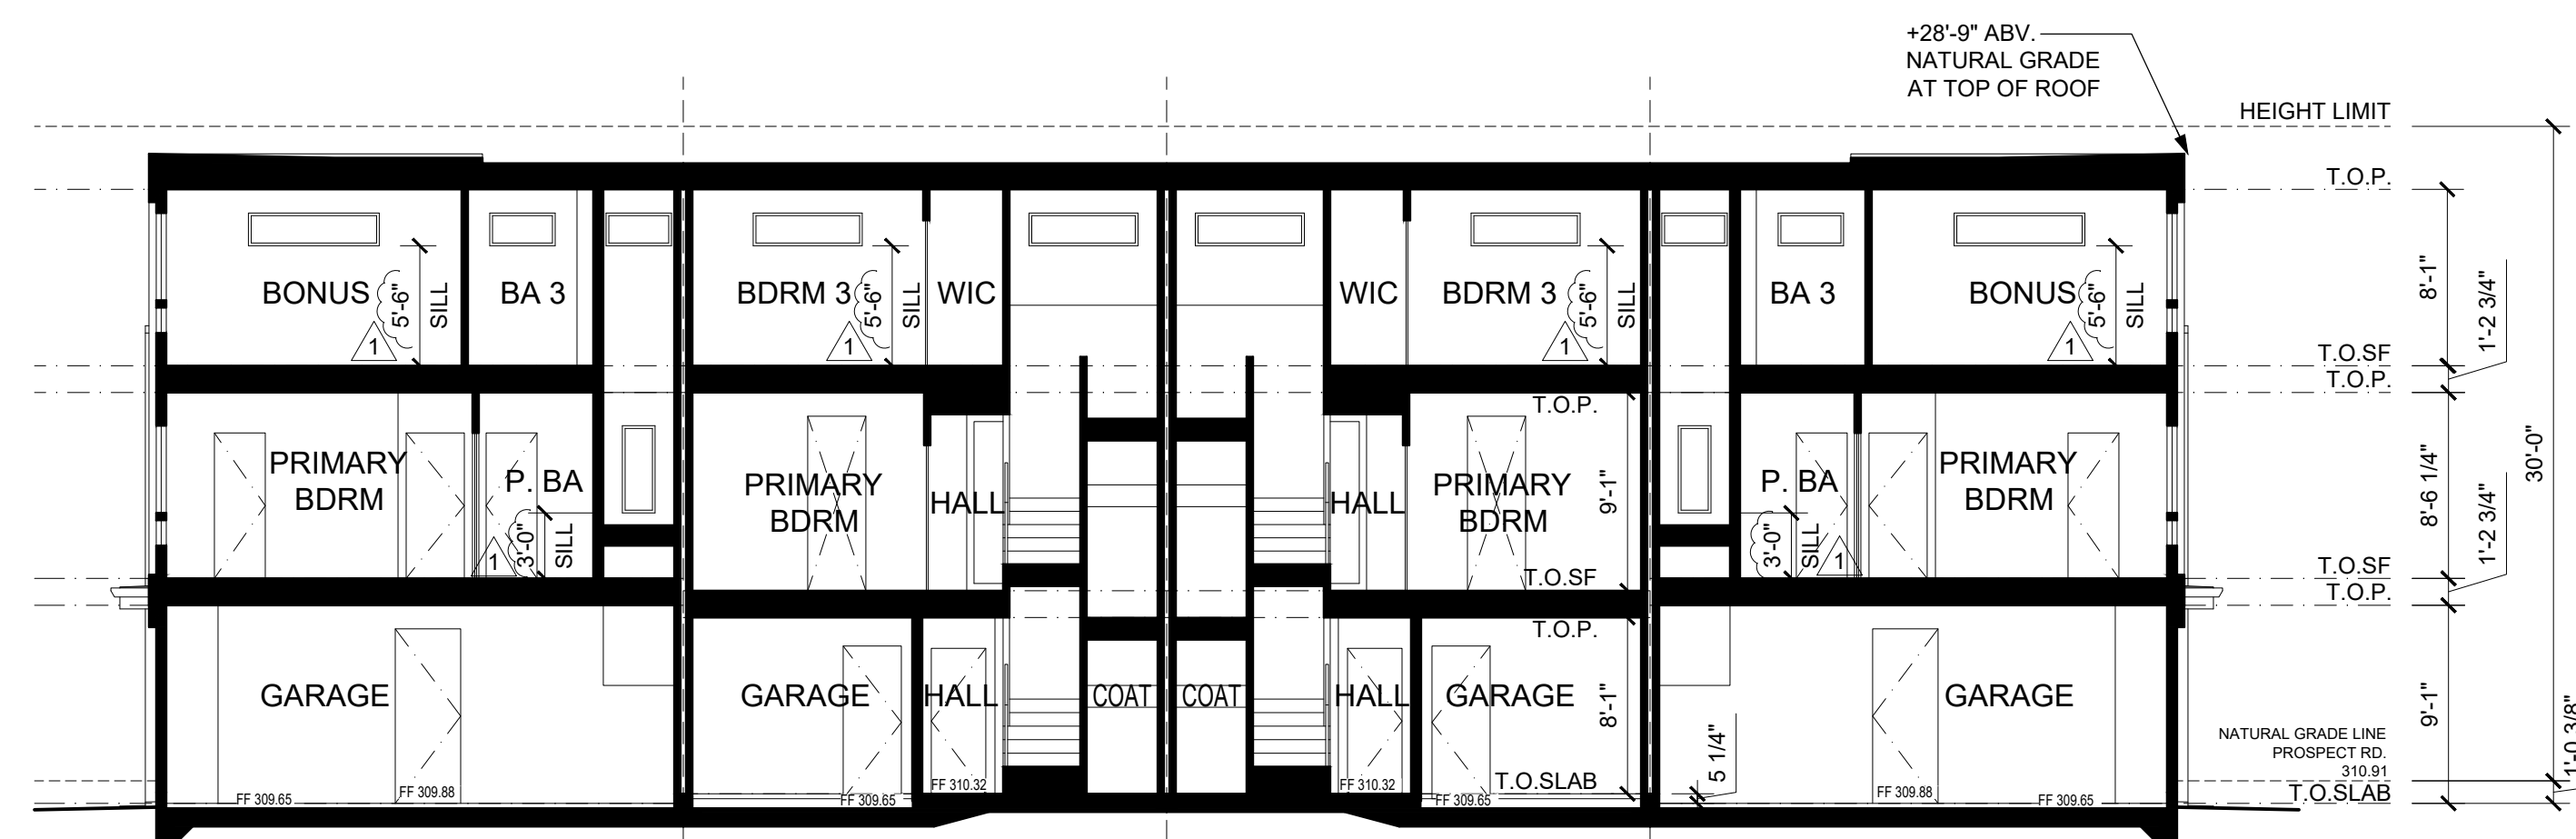 +28'-9" ABV.
NATURAL GRADE
AT TOP OF ROOF
HEIGHT LIMIT
T.O.P.
BONUS
5'-6"
SILL
1
BA 3
BDRM 3
5'-6"
SILL
1
WIC
WIC
BDRM 3
5'-6"
SILL
1
BA 3
BONUS
5'-6"
SILL
1
8'-1"
1'-2 3/4"
T.O.SF
T.O.P.
T.O.P.
PRIMARY
BDRM
P. BA
3'-0"
SILL
1
PRIMARY
BDRM
HALL
HALL
PRIMARY
BDRM
9'-1"
P. BA
3'-0"
SILL
1
PRIMARY
BDRM
8'-6 1/4"
1'-2 3/4"
30'-0"
T.O.SF
T.O.SF
T.O.P.
T.O.P.
GARAGE
GARAGE
HALL
COAT
COAT
HALL
GARAGE
8'-1"
GARAGE
9'-1"
5 1/4"
NATURAL GRADE LINE
PROSPECT RD.
310.91
1'-0 3/8"
T.O.SLAB
T.O.SLAB
FF 309.65
FF 309.88
FF 309.65
FF 310.32
FF 310.32
FF 309.65
FF 309.88
FF 309.65